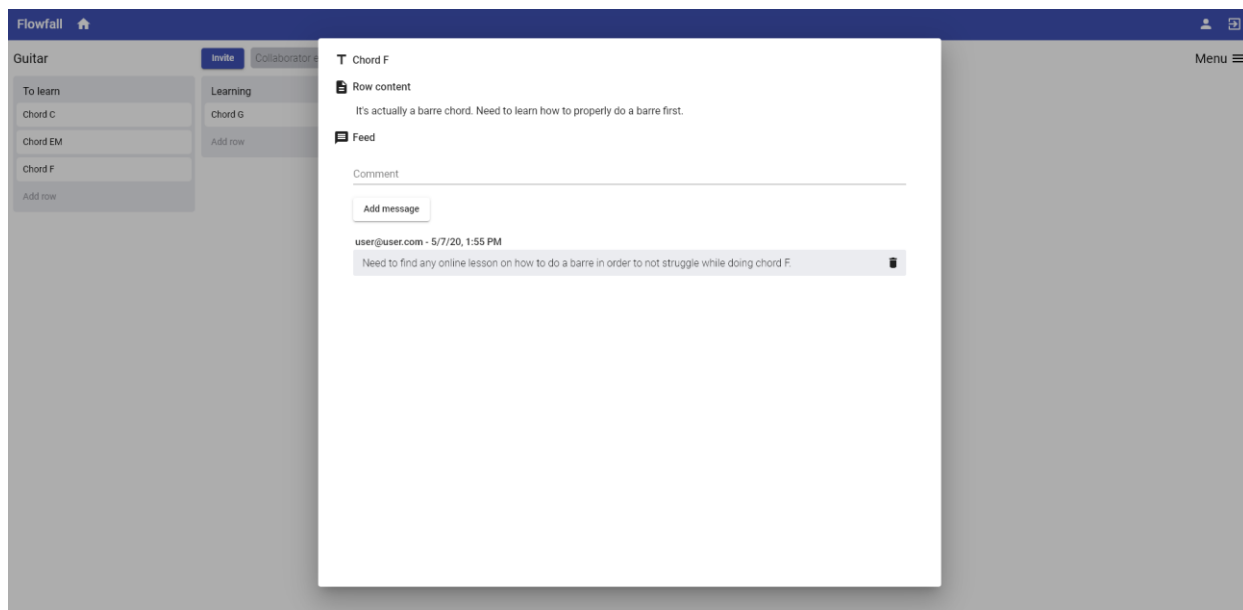 Flowfall
Guitar
Invite
Collaborator e
Menu
To learn
Chord C
Chord EM
Chord F
Add row
Learning
Chord G
Add row
Chord F
Row content
It's actually a barre chord. Need to learn how to properly do a barre first.
Feed
Comment
Add message
user@user.com - 5/7/20, 1:55 PM
Need to find any online lesson on how to do a barre in order to not struggle while doing chord F.